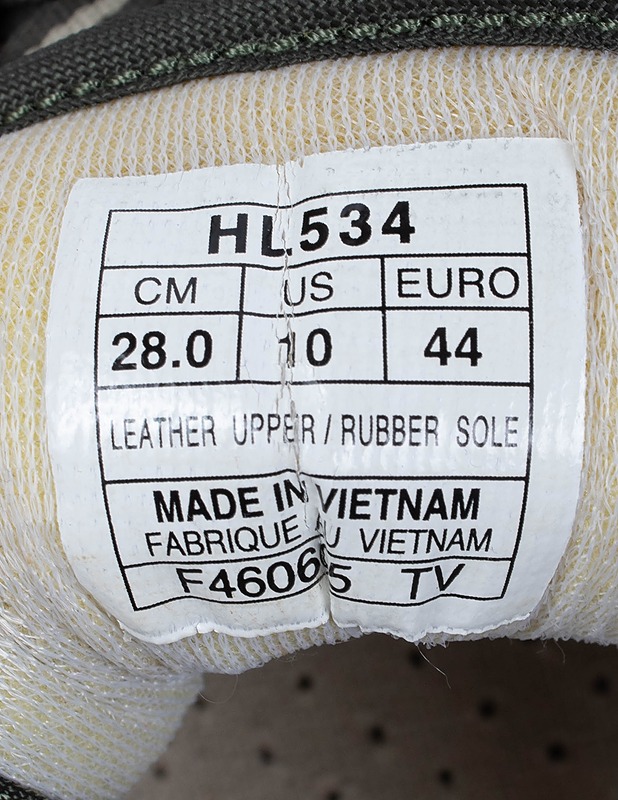 HL534
CM US EURO
28.0 10 44
LEATHER UPPER / RUBBER SOLE
MADE IN VIETNAM
FABRIQUE AU VIETNAM
TV